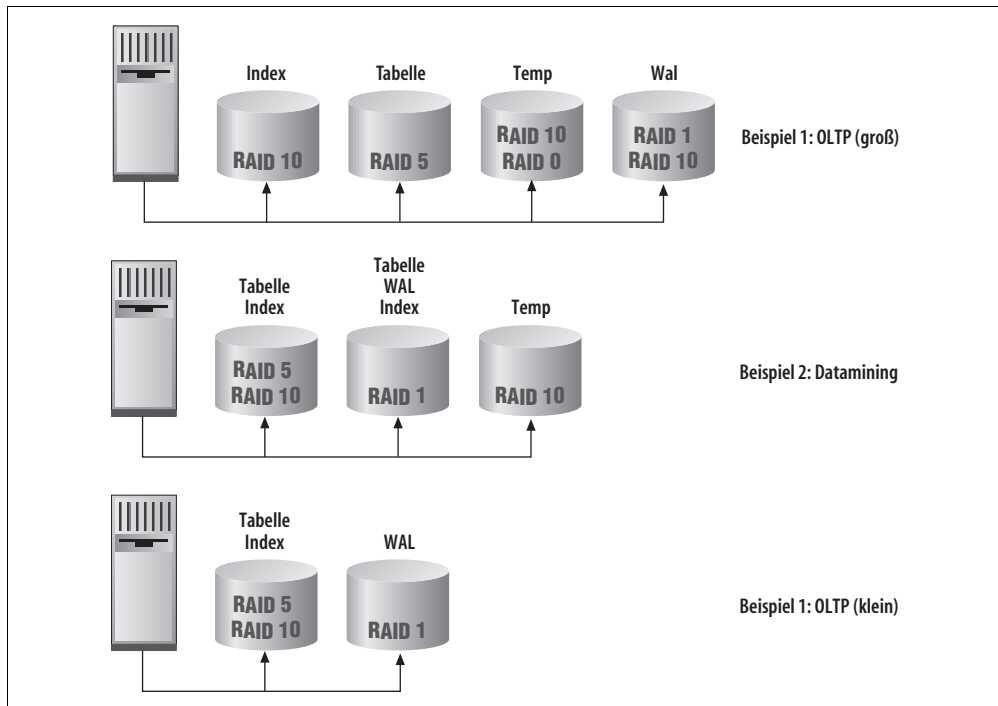 Index
Tabelle
Temp
Wal
RAID 10
RAID 5
RAID 10
RAID 0
RAID 1
RAID 10
Beispiel 1: OLTP (groß)
Tabelle
Index
Tabelle
WAL
Index
Temp
RAID 5
RAID 10
RAID 1
RAID 10
Beispiel 2: Datamining
Tabelle
Index
WAL
RAID 5
RAID 10
RAID 1
Beispiel 1: OLTP (klein)